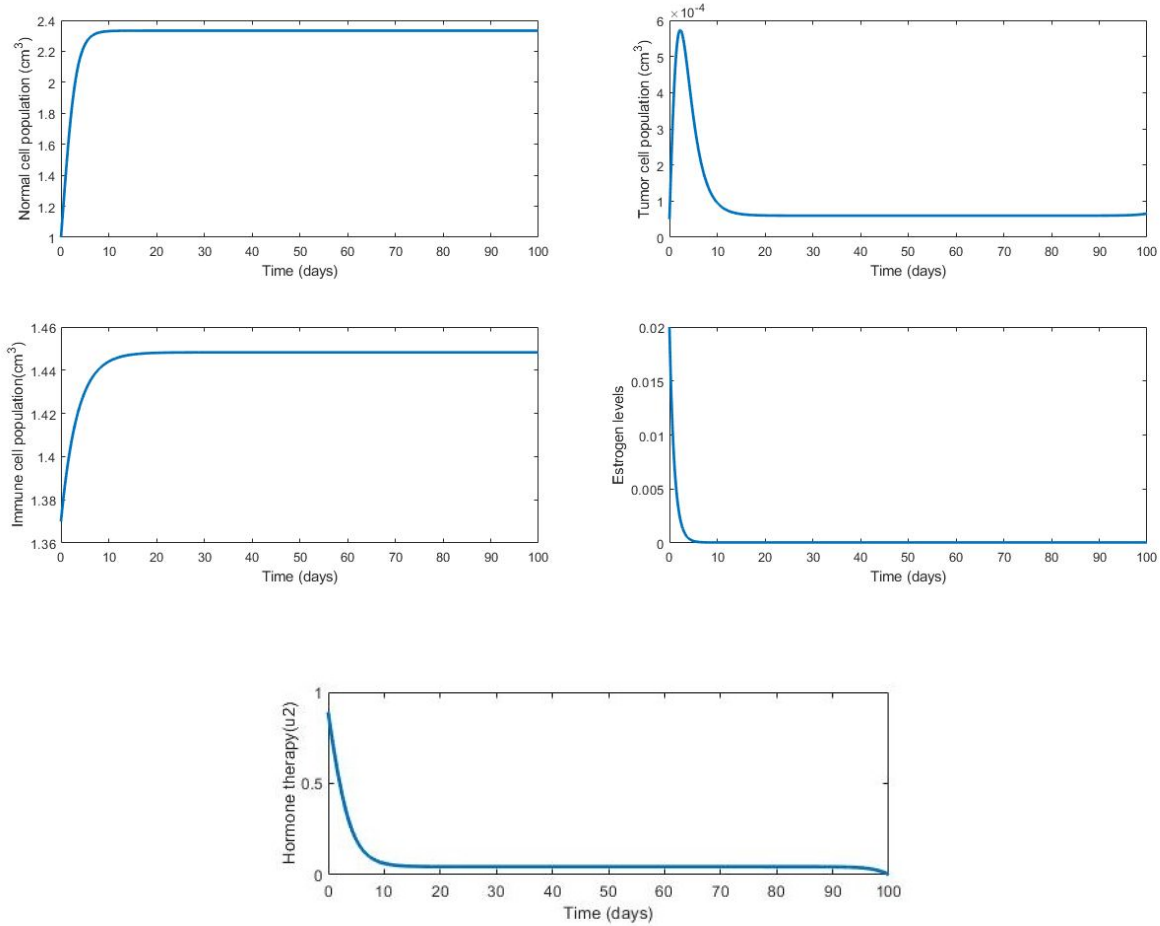 2.4
2.2
2
1.8
1.6
1.4
1.2
1
Normal cell population (cm³)
0 10 20 30 40 50 60 70 80 90 100
Time (days)
×10⁻⁴
6
5
4
3
2
1
0
Tumor cell population (cm³)
0 10 20 30 40 50 60 70 80 90 100
Time (days)
1.46
1.44
1.42
1.4
1.38
1.36
Immune cell population(cm³)
0 10 20 30 40 50 60 70 80 90 100
Time (days)
0.02
0.015
0.01
0.005
0
Estrogen levels
0 10 20 30 40 50 60 70 80 90 100
Time (days)
1
0.5
0
Hormone therapy(u2)
0 10 20 30 40 50 60 70 80 90 100
Time (days)